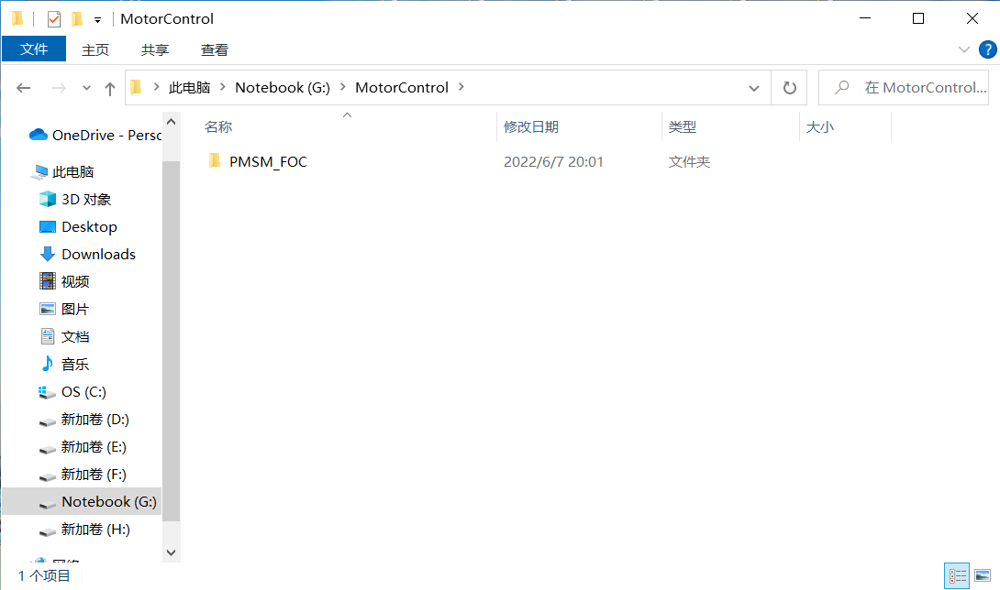 MotorControl
文件 主页 共享 查看 ?
此电脑 Notebook (G:) MotorControl 在 MotorControl...
名称 修改日期 类型 大小
OneDrive - Perso
PMSM_FOC 2022/6/7 20:01 文件夹
此电脑
3D 对象
Desktop
Downloads
视频
图片
文档
音乐
OS (C:)
新加卷 (D:)
新加卷 (E:)
新加卷 (F:)
Notebook (G:)
新加卷 (H:)
网络
1 个项目